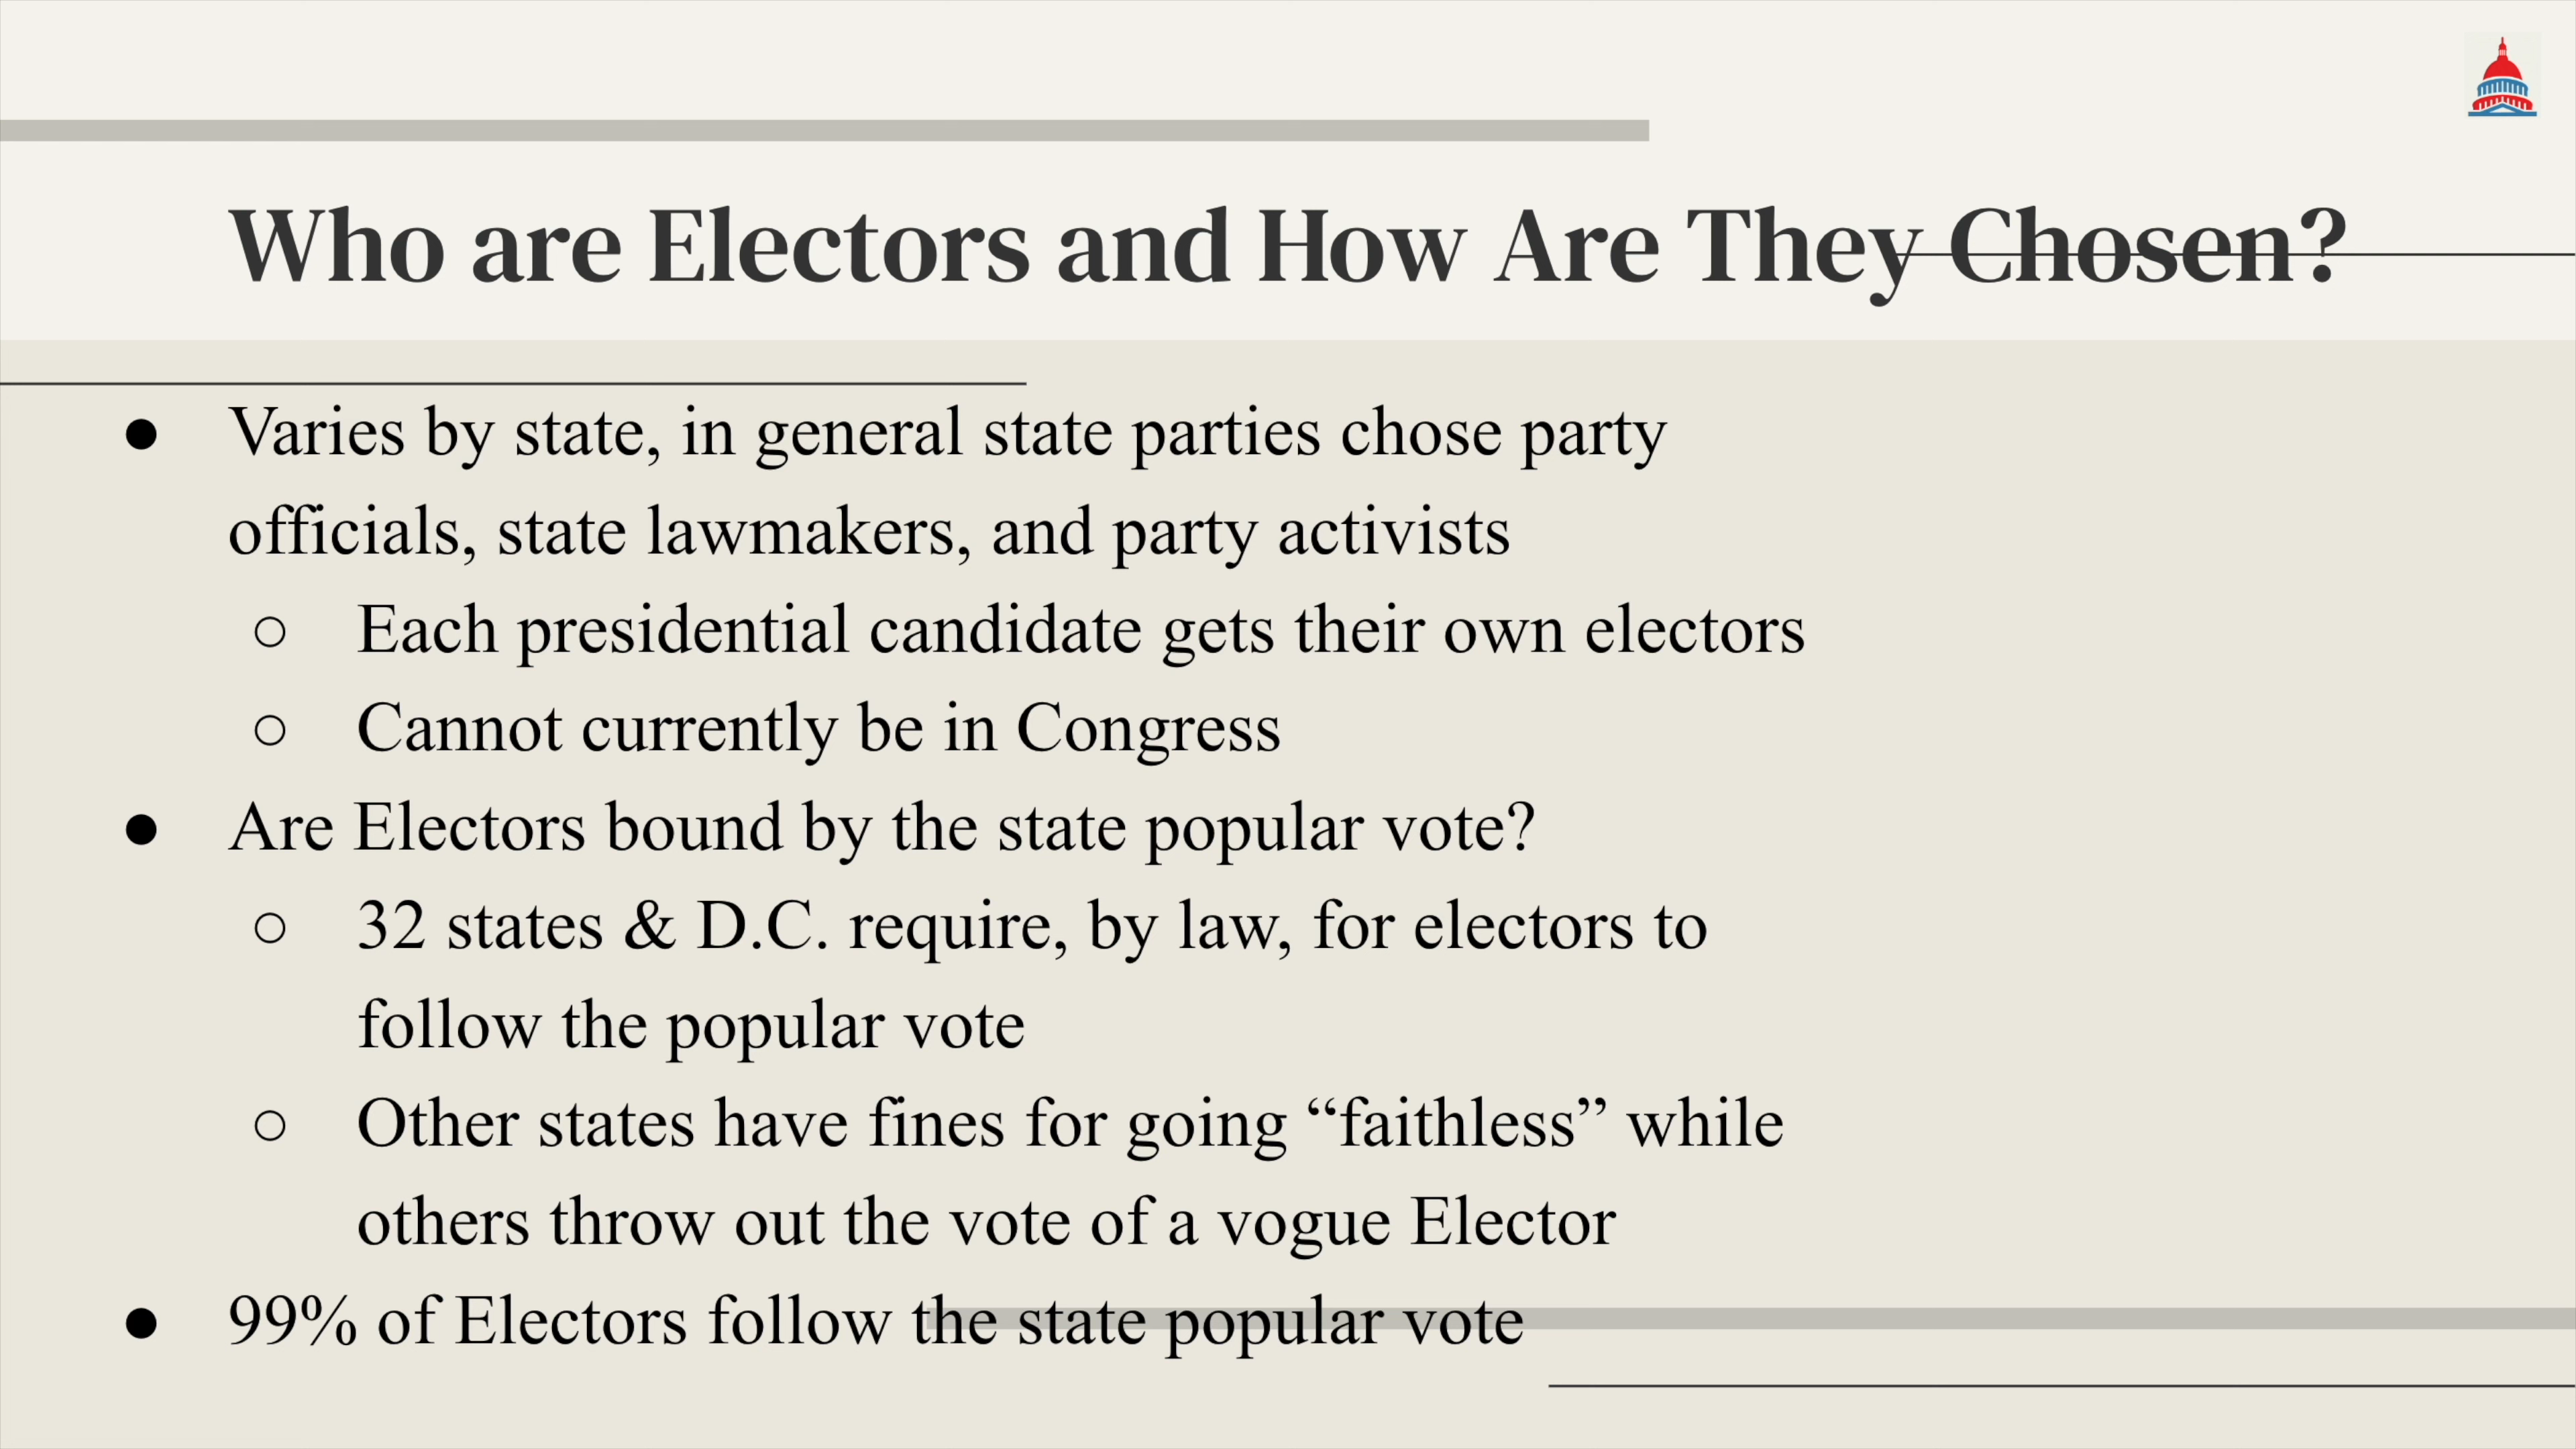 Who are Electors and How Are They Chosen?
● Varies by state, in general state parties chose party
officials, state lawmakers, and party activists
○ Each presidential candidate gets their own electors
○ Cannot currently be in Congress
● Are Electors bound by the state popular vote?
○ 32 states & D.C. require, by law, for electors to
follow the popular vote
○ Other states have fines for going “faithless” while
others throw out the vote of a vogue Elector
● 99% of Electors follow the state popular vote